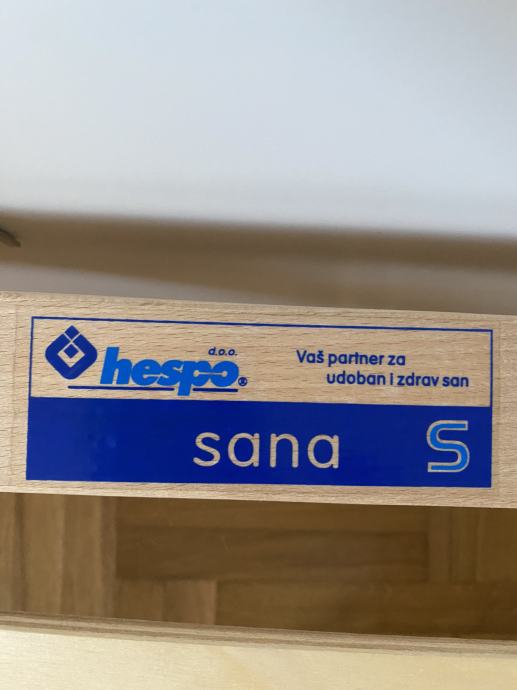 d.o.o.
hespo®
Vaš partner za
udoban i zdrav san
sana S